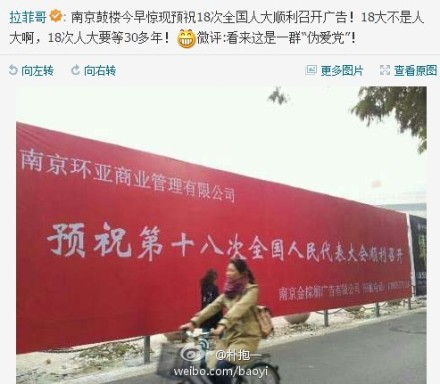 拉菲哥：南京鼓楼今早惊现预祝18次全国人大顺利召开广告！18大不是人
大啊，18次人大要等30多年！微评:看来这是一群“伪爱党”！
向左转 向右转 更多图片 查看原图
南京环亚商业管理有限公司
预祝第十八次全国人民代表大会顺利召开
南京金棕榈广告有限公司
@朴抱一
weibo.com/baoyi